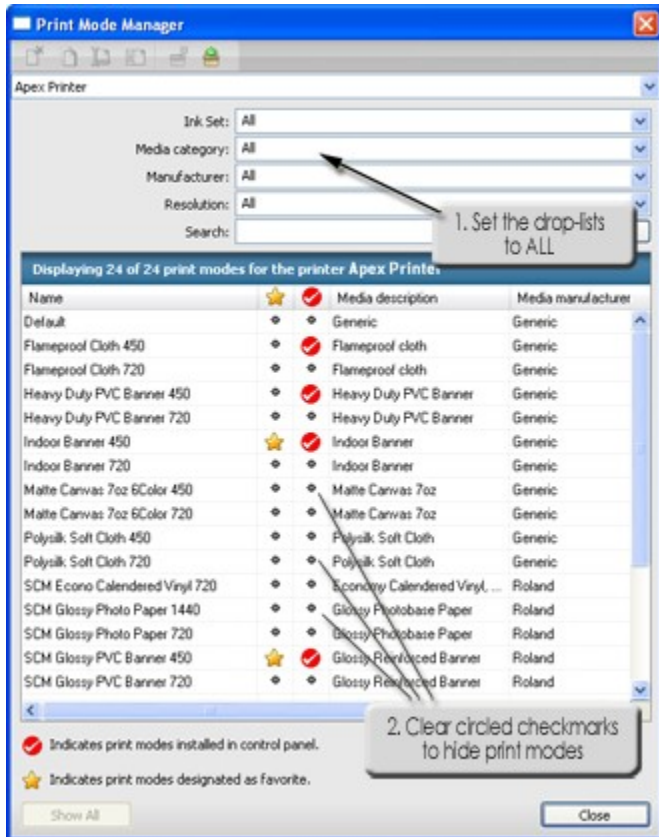 Print Mode Manager
Apex Printer
Ink Set: All
Media category: All
Manufacturer: All
Resolution: All
Search:
1. Set the drop-lists
to ALL
Displaying 24 of 24 print modes for the printer Apex Printer
Name Media description Media manufacturer
Default Generic Generic
Flameproof Cloth 450 Flameproof cloth Generic
Flameproof Cloth 720 Flameproof cloth Generic
Heavy Duty PVC Banner 450 Heavy Duty PVC Banner Generic
Heavy Duty PVC Banner 720 Heavy Duty PVC Banner Generic
Indoor Banner 450 Indoor Banner Generic
Indoor Banner 720 Indoor Banner Generic
Matte Canvas 7oz 6Color 450 Matte Canvas 7oz Generic
Matte Canvas 7oz 6Color 720 Matte Canvas 7oz Generic
Polysilk Soft Cloth 450 Polysilk Soft Cloth Generic
Polysilk Soft Cloth 720 Polysilk Soft Cloth Generic
SCM Econo Calendered Vinyl 720 Economy Calendered Vinyl, ... Roland
SCM Glossy Photo Paper 1440 Glossy Photobase Paper Roland
SCM Glossy Photo Paper 720 Glossy Photobase Paper Roland
SCM Glossy PVC Banner 450 Glossy Reinforced Banner Roland
SCM Glossy PVC Banner 720 Glossy Reinforced Banner Roland
2. Clear circled checkmarks
to hide print modes
Indicates print modes installed in control panel.
Indicates print modes designated as favorite.
Show All Close